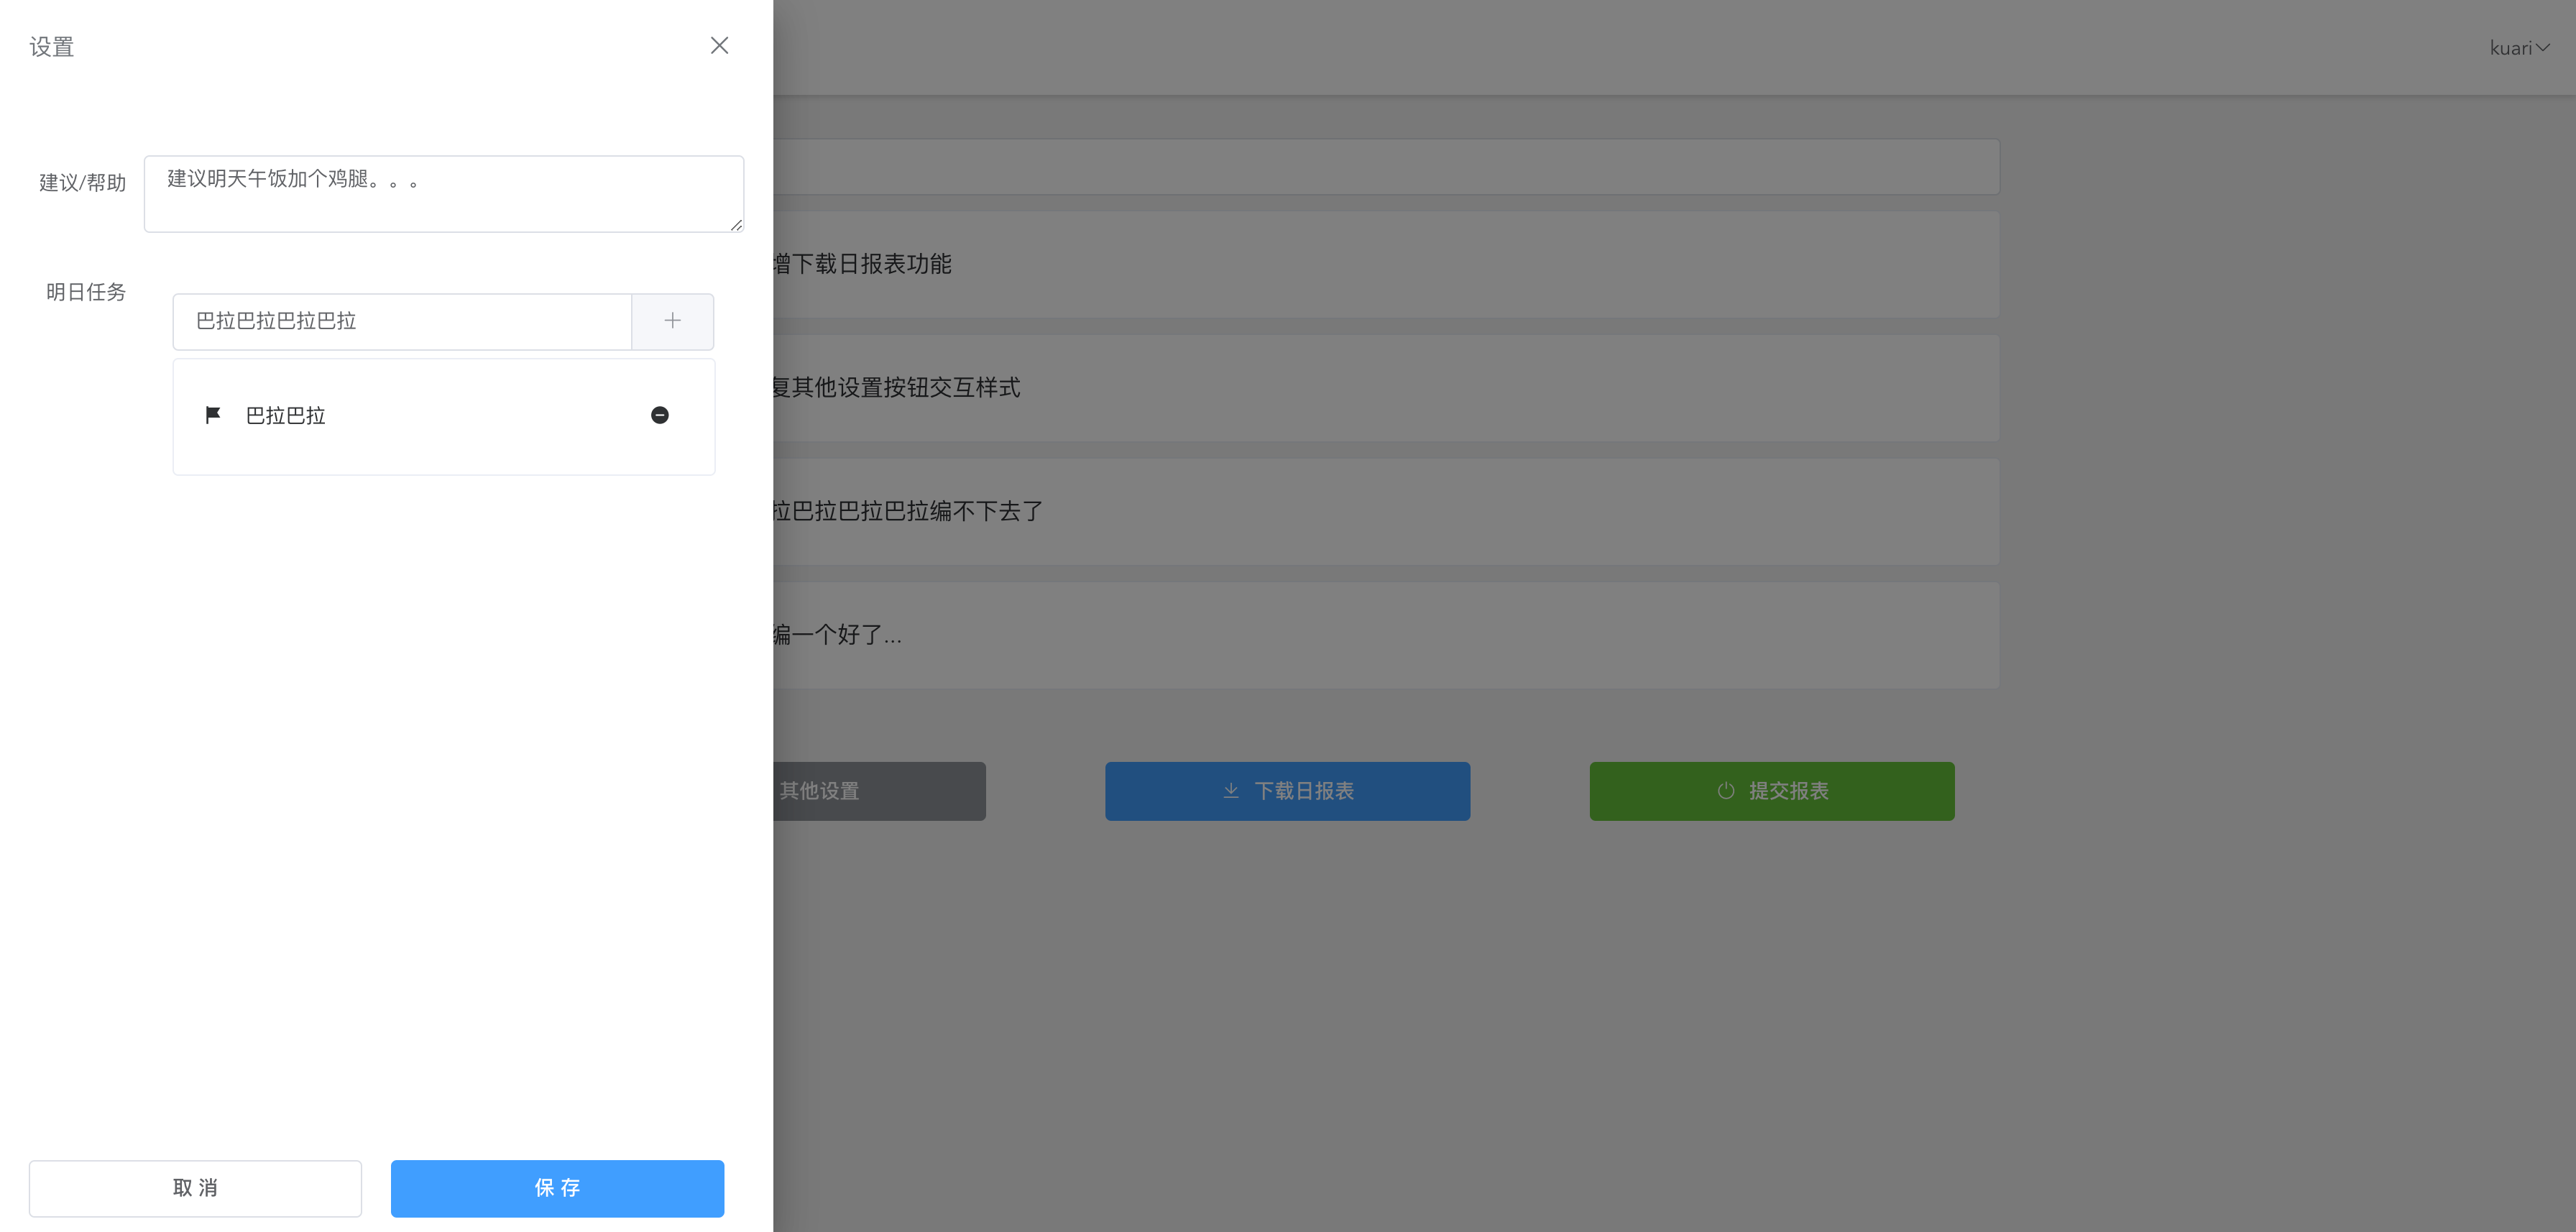 设置
kuari
建议/帮助
建议明天午饭加个鸡腿。。。
明日任务
巴拉巴拉巴拉巴拉
巴拉巴拉
增下载日报表功能
复其他设置按钮交互样式
拉巴拉巴拉巴拉编不下去了
编一个好了...
其他设置
下载日报表
提交报表
取 消
保 存